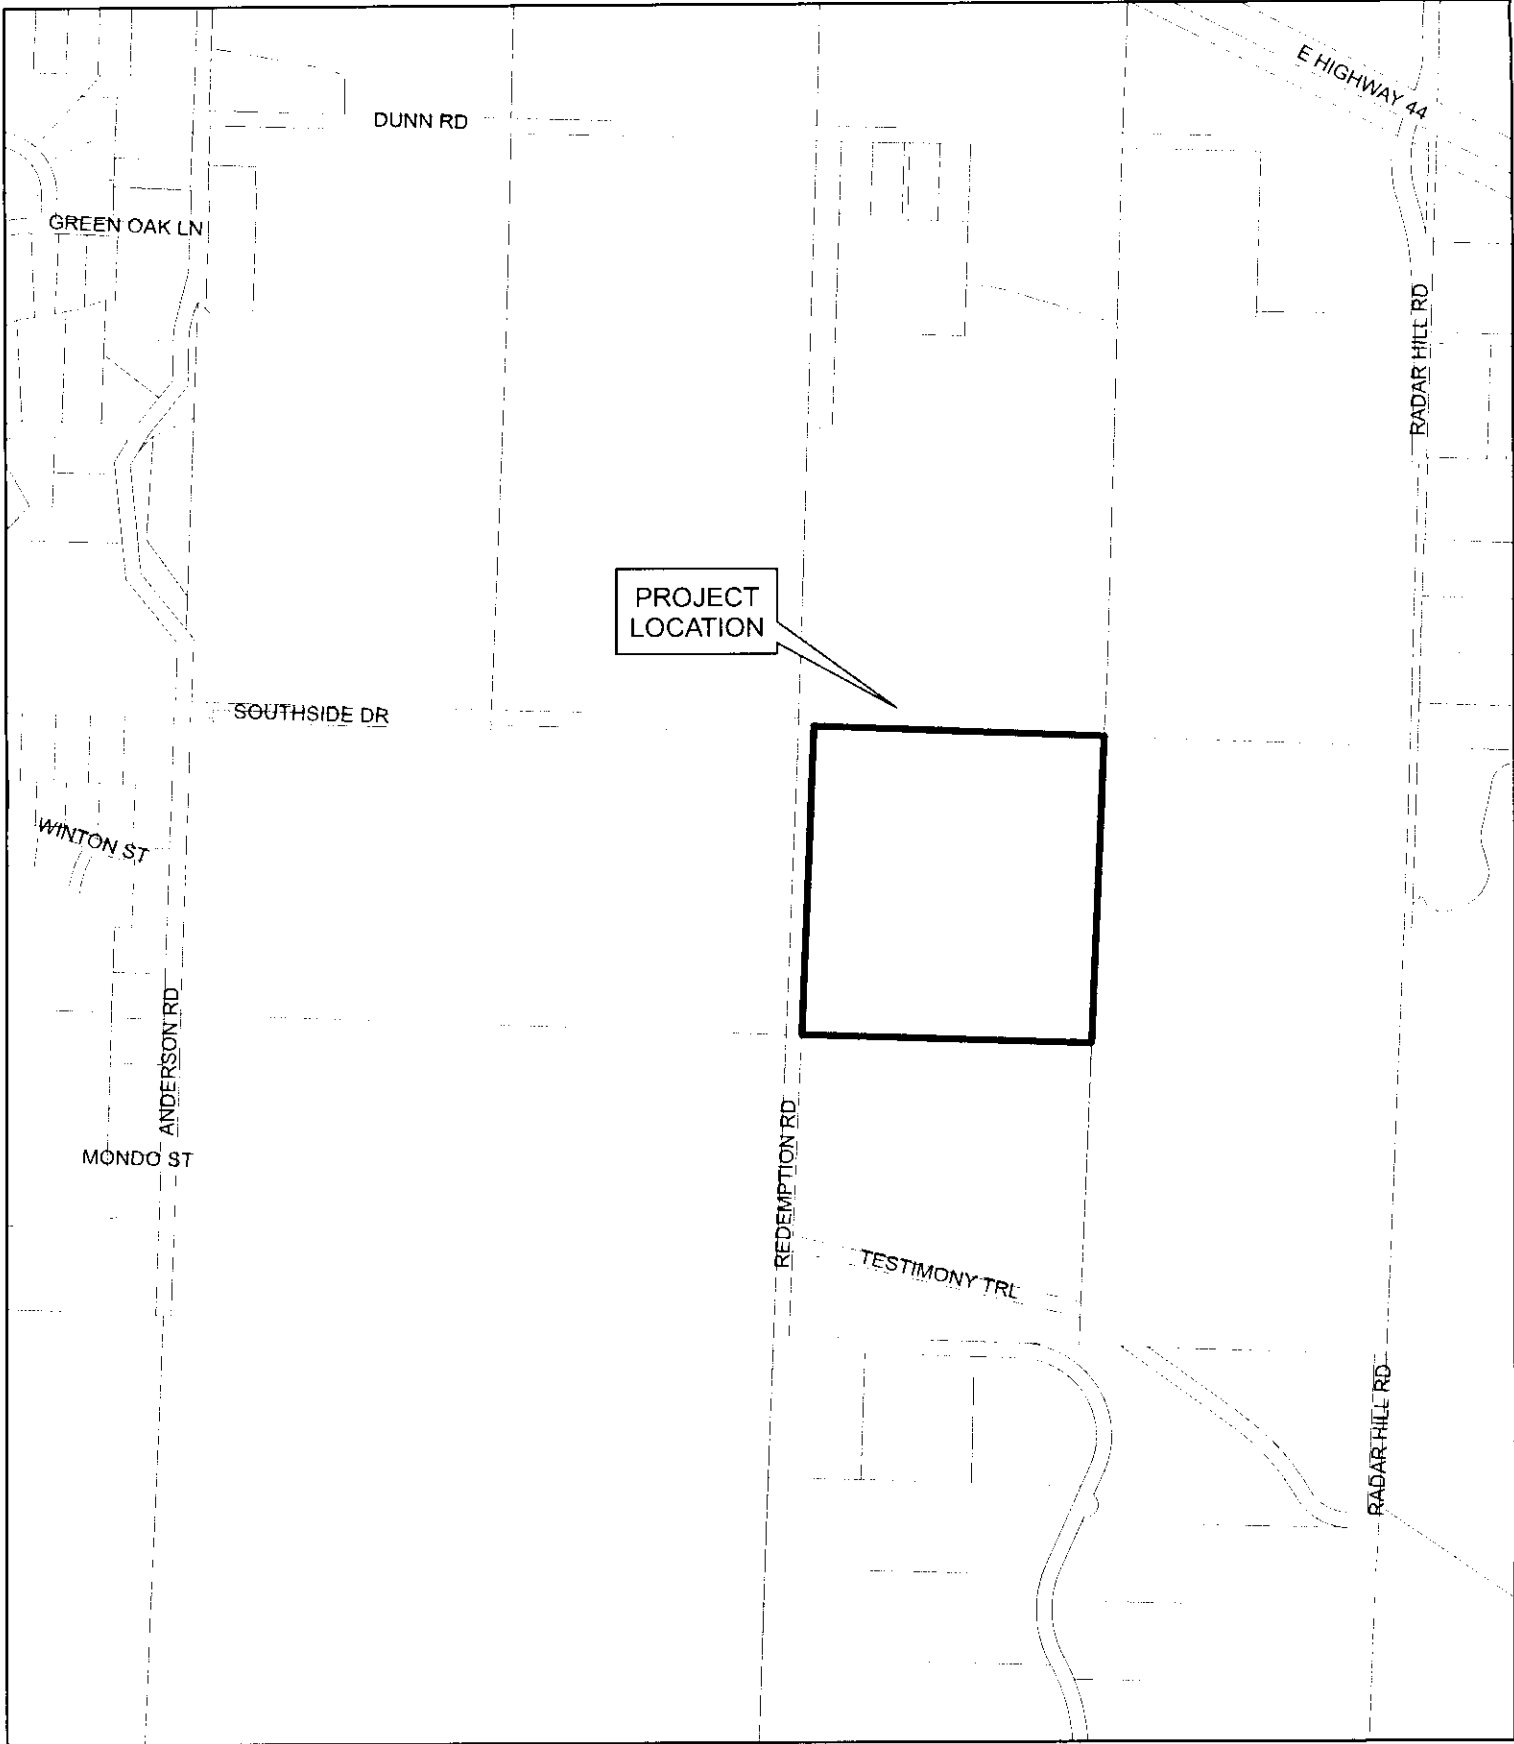 E HIGHWAY 44
DUNN RD
GREEN OAK LN
RADAR HILL RD
PROJECT
LOCATION
SOUTHSIDE DR
WINTON ST
ANDERSON RD
MONDO ST
REDEMPTION RD
TESTIMONY TRL
RADAR HILL RD